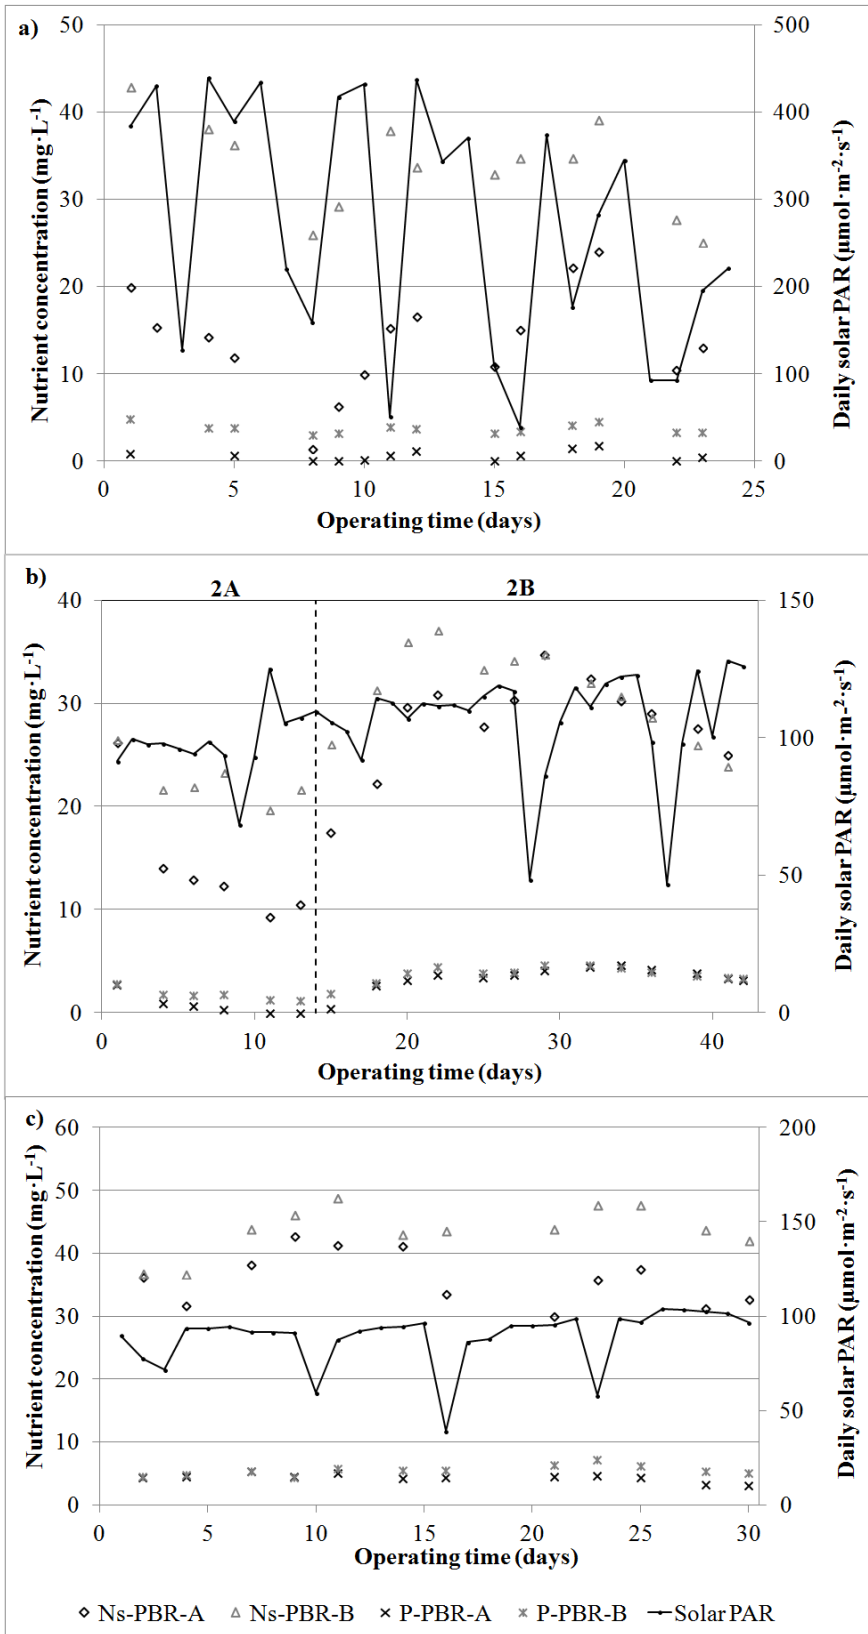 a)
Nutrient concentration (mg·L⁻¹)
50
40
30
20
10
0
500
400
300
200
100
0
Daily solar PAR (µmol·m⁻²·s⁻¹)
0 5 10 15 20 25
Operating time (days)
b)
2A 2B
Nutrient concentration (mg·L⁻¹)
40
30
20
10
0
150
100
50
0
Daily solar PAR (µmol·m⁻²·s⁻¹)
0 10 20 30 40
Operating time (days)
c)
Nutrient concentration (mg·L⁻¹)
60
50
40
30
20
10
0
200
150
100
50
0
Daily solar PAR (µmol·m⁻²·s⁻¹)
0 5 10 15 20 25 30
Operating time (days)
Ns-PBR-A Ns-PBR-B P-PBR-A P-PBR-B Solar PAR